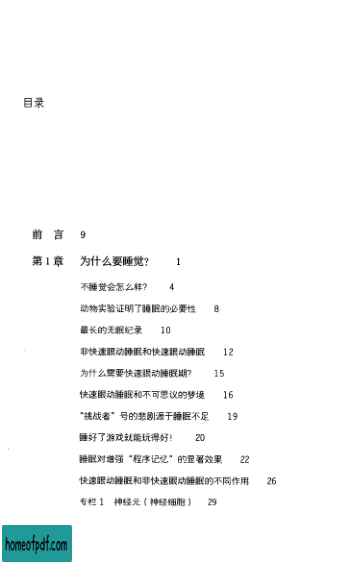 目录
前 言 9
第 1 章 为什么要睡觉? 1
不睡觉会怎么样? 4
动物实验证明了睡眠的必要性 8
最长的无眠纪录 10
非快速眼动睡眠和快速眼动睡眠 12
为什么需要快速眼动睡眠期? 15
快速眼动睡眠和不可思议的梦境 16
“挑战者”号的悲剧源于睡眠不足 19
睡好了游戏就能玩得好! 20
睡眠对增强“程序记忆”的显著效果 22
快速眼动睡眠和非快速眼动睡眠的不同作用 26
专栏 1 神经元(神经细胞) 29
homeofpdf.com